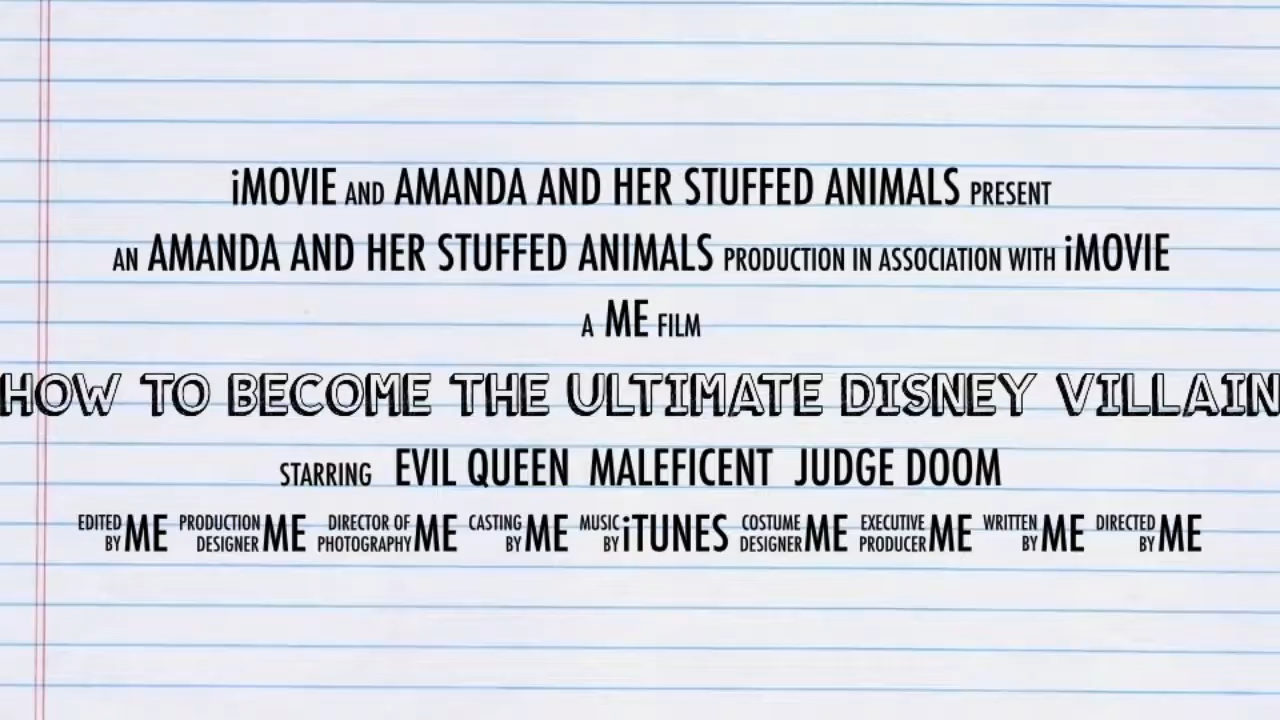 iMOVIE AND AMANDA AND HER STUFFED ANIMALS PRESENT
AN AMANDA AND HER STUFFED ANIMALS PRODUCTION IN ASSOCIATION WITH iMOVIE
A ME FILM
HOW TO BECOME THE ULTIMATE DISNEY VILLAIN
STARRING EVIL QUEEN MALEFICENT JUDGE DOOM
EDITED BY ME PRODUCTION DESIGNER ME DIRECTOR OF PHOTOGRAPHY ME CASTING BY ME MUSIC BY iTUNES COSTUME DESIGNER ME EXECUTIVE PRODUCER ME WRITTEN BY ME DIRECTED BY ME